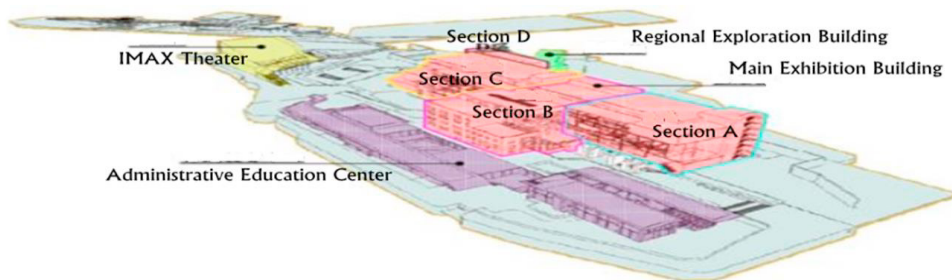 Section D
Regional Exploration Building
IMAX Theater
Main Exhibition Building
Section C
Section B
Section A
Administrative Education Center